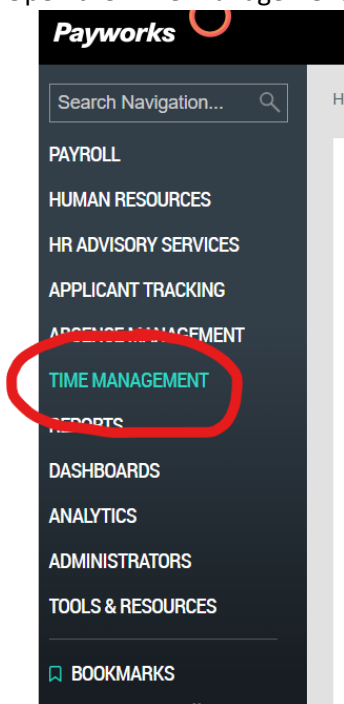 Payworks
Search Navigation...
H
PAYROLL
HUMAN RESOURCES
HR ADVISORY SERVICES
APPLICANT TRACKING
ABSENCE MANAGEMENT
TIME MANAGEMENT
REPORTS
DASHBOARDS
ANALYTICS
ADMINISTRATORS
TOOLS & RESOURCES
BOOKMARKS